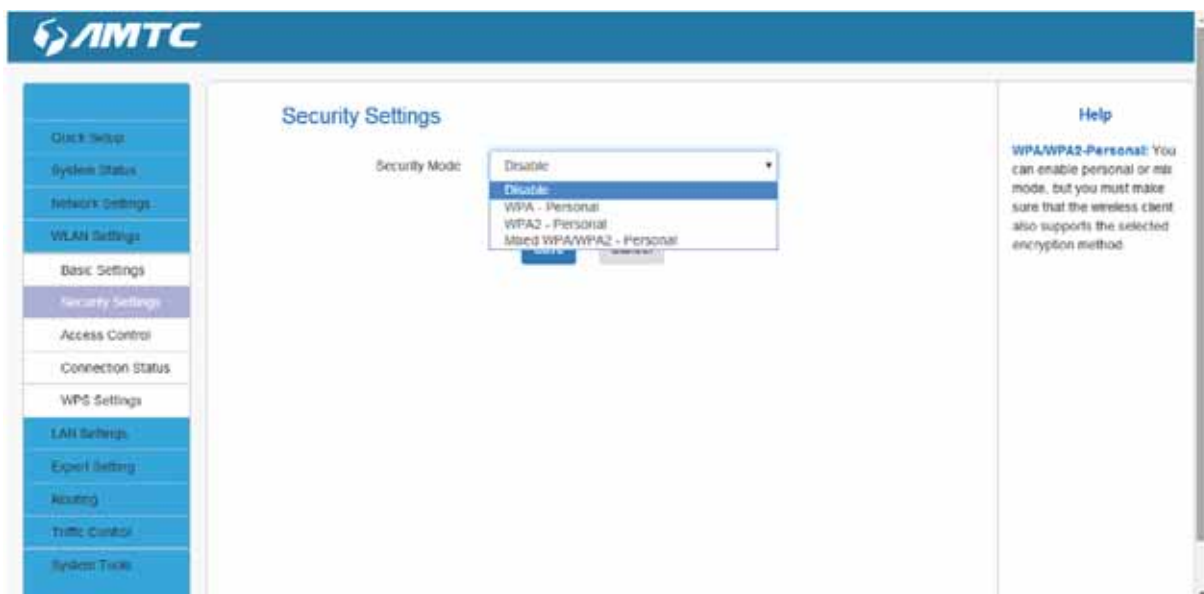 AMTC
Quick Setup
System Status
Network Settings
WLAN Settings
Basic Settings
Security Settings
Access Control
Connection Status
WPS Settings
LAN Settings
Expert Setting
Routing
Traffic Control
System Tools
Security Settings
Security Mode
Disable
Disable
WPA - Personal
WPA2 - Personal
Mixed WPA/WPA2 - Personal
Save
Cancel
Help
WPA/WPA2-Personal: You
can enable personal or mix
mode, but you must make
sure that the wireless client
also supports the selected
encryption method